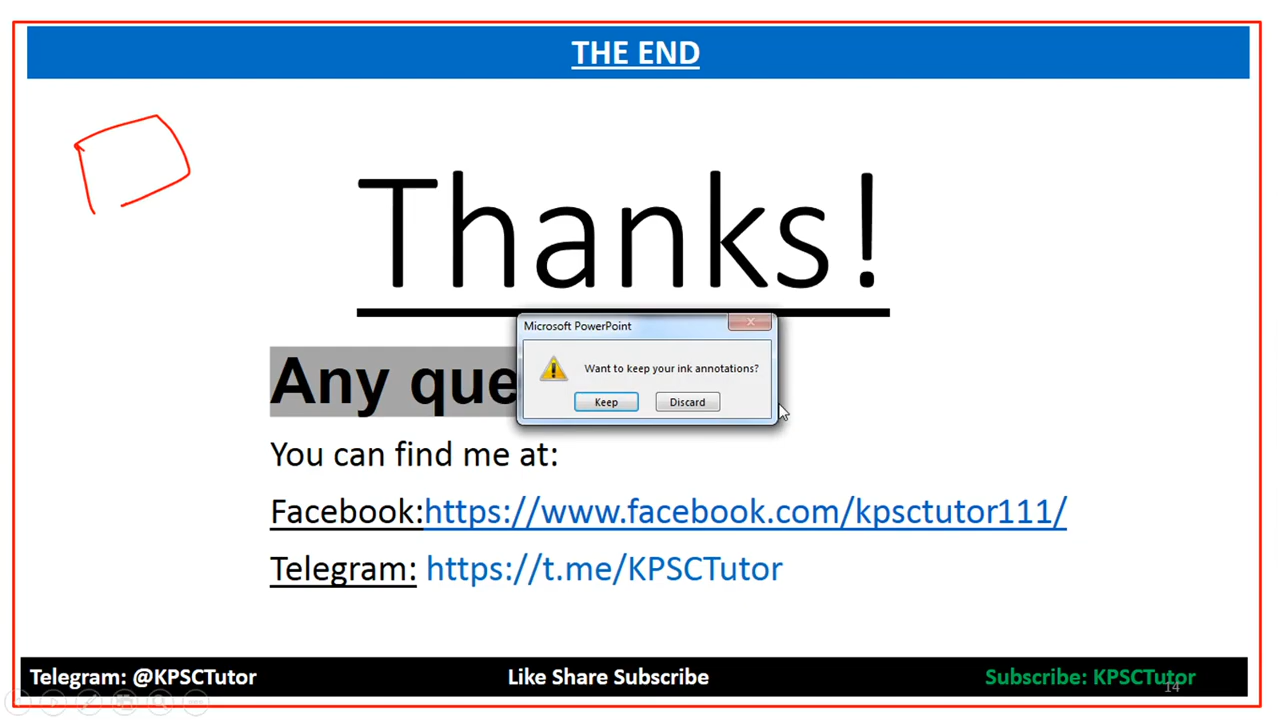 THE END
Thanks!
Microsoft PowerPoint
Any que
Want to keep your ink annotations?
Keep Discard
You can find me at:
Facebook:https://www.facebook.com/kpsctutor111/
Telegram: https://t.me/KPSCTutor
Telegram: @KPSCTutor Like Share Subscribe Subscribe: KPSCTutor
14